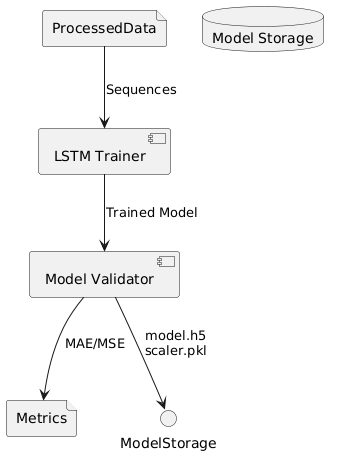 ProcessedData
Model Storage
Sequences
LSTM Trainer
Trained Model
Model Validator
MAE/MSE
model.h5
scaler.pkl
Metrics
ModelStorage